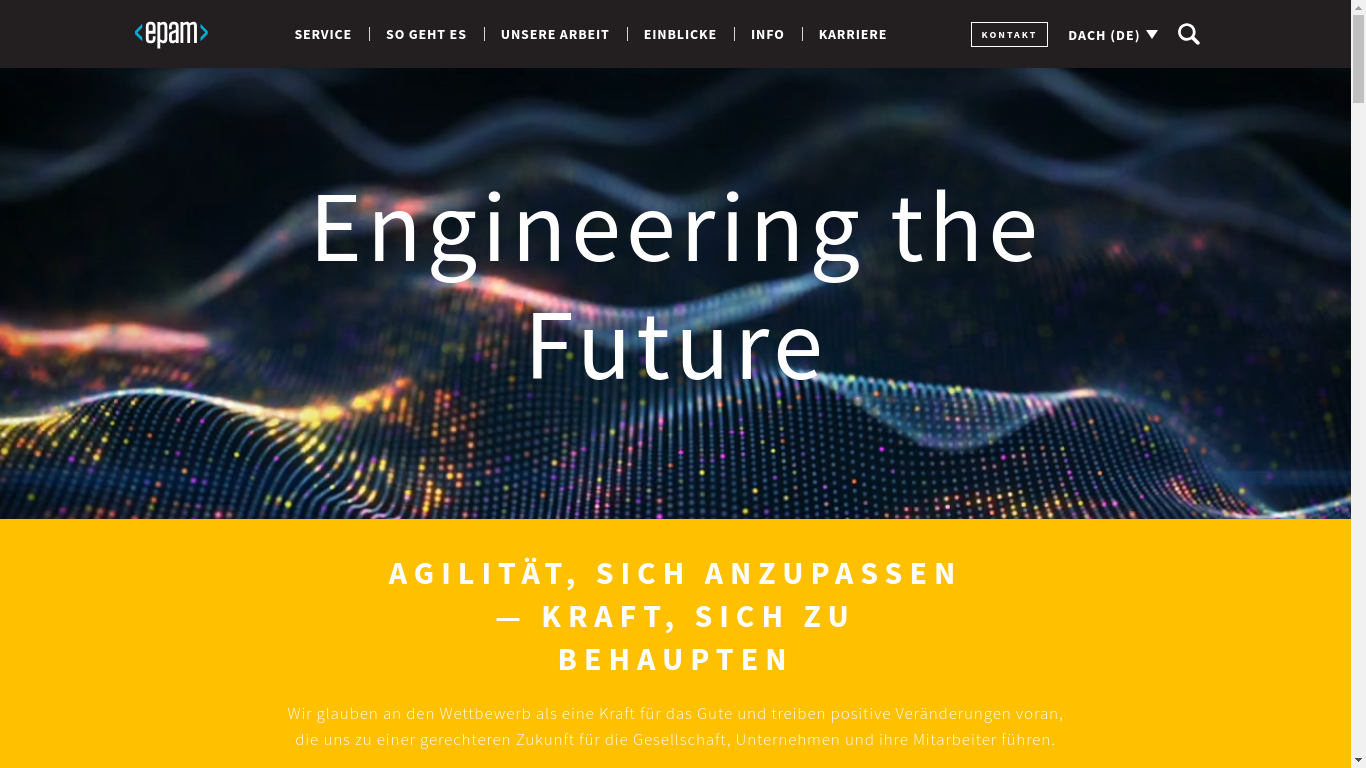 <epam>
SERVICE
SO GEHT ES
UNSERE ARBEIT
EINBLICKE
INFO
KARRIERE
KONTAKT
DACH (DE)
Engineering the
Future
AGILITÄT, SICH ANZUPASSEN
— KRAFT, SICH ZU
BEHAUPTEN
Wir glauben an den Wettbewerb als eine Kraft für das Gute und treiben positive Veränderungen voran,
die uns zu einer gerechteren Zukunft für die Gesellschaft, Unternehmen und ihre Mitarbeiter führen.